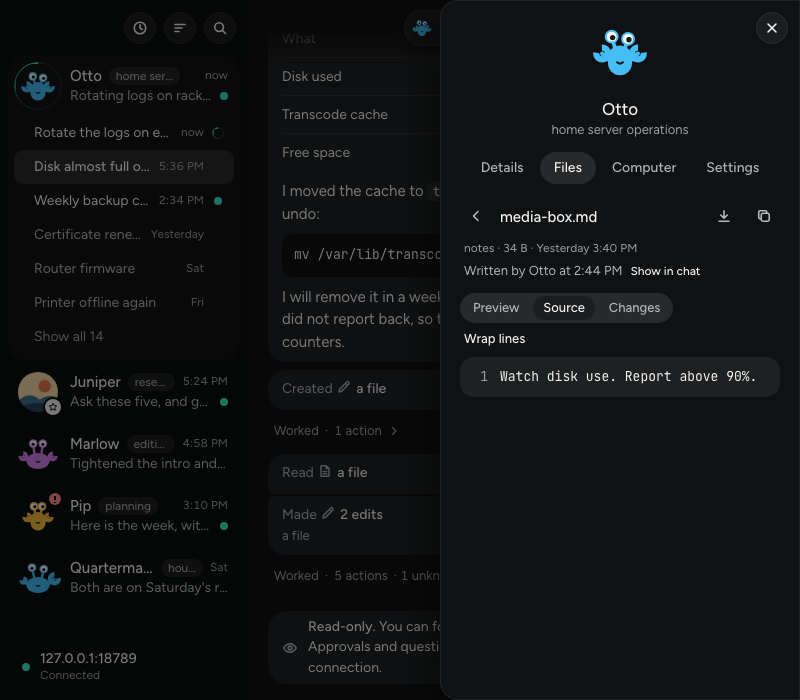 Otto home ser... now
Rotating logs on rack...
Rotate the logs on e... now
Disk almost full o... 5:36 PM
Weekly backup c... 2:34 PM
Certificate rene... Yesterday
Router firmware Sat
Printer offline again Fri
Show all 14
Juniper rese... 5:24 PM
Ask these five, and g...
Marlow editi... 4:58 PM
Tightened the intro and...
Pip planning 3:10 PM
Here is the week, wit...
Quarterma... hou... Sat
Both are on Saturday's r...
127.0.0.1:18789
Connected
What
Disk used
Transcode cache
Free space
I moved the cache to
undo:
mv /var/lib/transco
I will remove it in a week
did not report back, so t
counters.
Created a file
Worked · 1 action
Read a file
Made 2 edits
a file
Worked · 5 actions · 1 unkn
Read-only. You can fo
Approvals and questi
connection.
Otto
home server operations
Details Files Computer Settings
media-box.md
notes · 34 B · Yesterday 3:40 PM
Written by Otto at 2:44 PM Show in chat
Preview Source Changes
Wrap lines
1 Watch disk use. Report above 90%.